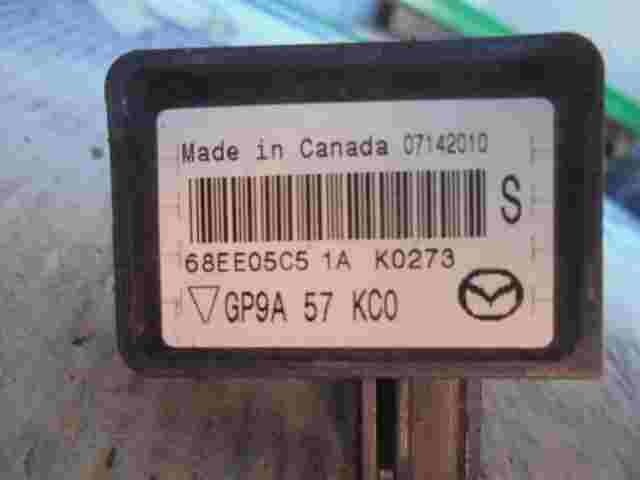 Made in Canada 07142010
S
68EE05C5 1A K0273
GP9A 57 KC0